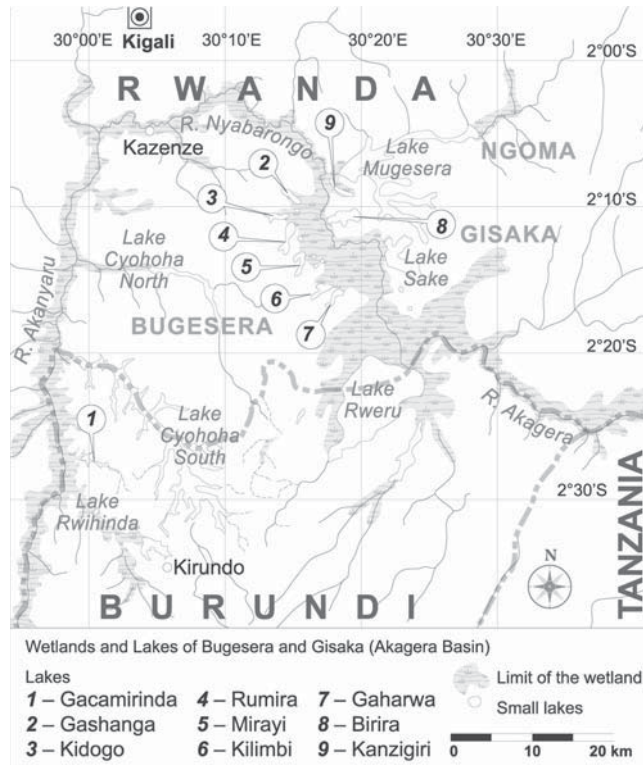 30°00'E 30°10'E 30°20'E 30°30'E
Kigali
2°00'S
R W A N D A
R. Nyabarongo
9
Kazenze
Lake
Mugesera
NGOMA
2
2°10'S
3
8
4
GISAKA
Lake
Cyohoha
North
5
Lake
Sake
6
R. Akanyaru
BUGESERA
7
2°20'S
Lake
Rweru
1
Lake
Cyohoha
South
R. Akagera
2°30'S
Lake
Rwihinda
TANZANIA
N
Kirundo
B U R U N D I
Wetlands and Lakes of Bugesera and Gisaka (Akagera Basin)
Lakes
1 – Gacamirinda 4 – Rumira 7 – Gaharwa
2 – Gashanga 5 – Mirayi 8 – Birira
3 – Kidogo 6 – Kilimbi 9 – Kanzigiri
Limit of the wetland
Small lakes
0 10 20 km